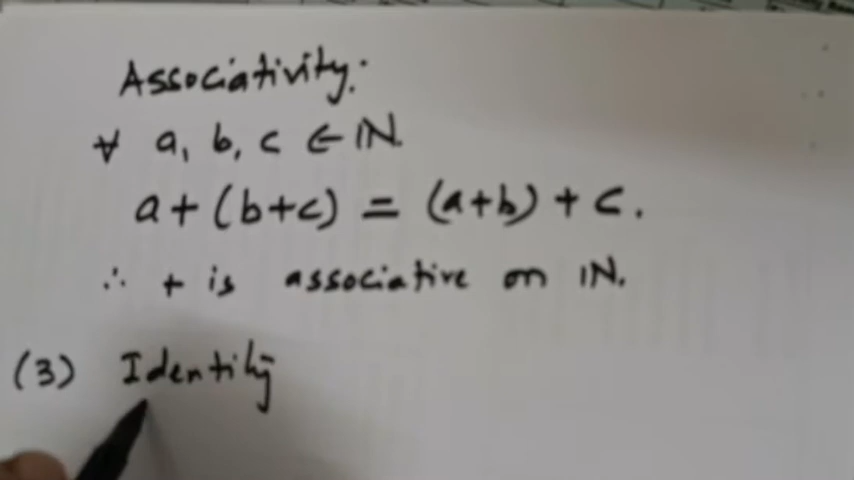 Associativity:
∀ a, b, c ∈ ℕ.
a + (b+c) = (a+b) + c.
∴ + is associative on ℕ.
(3) Identity